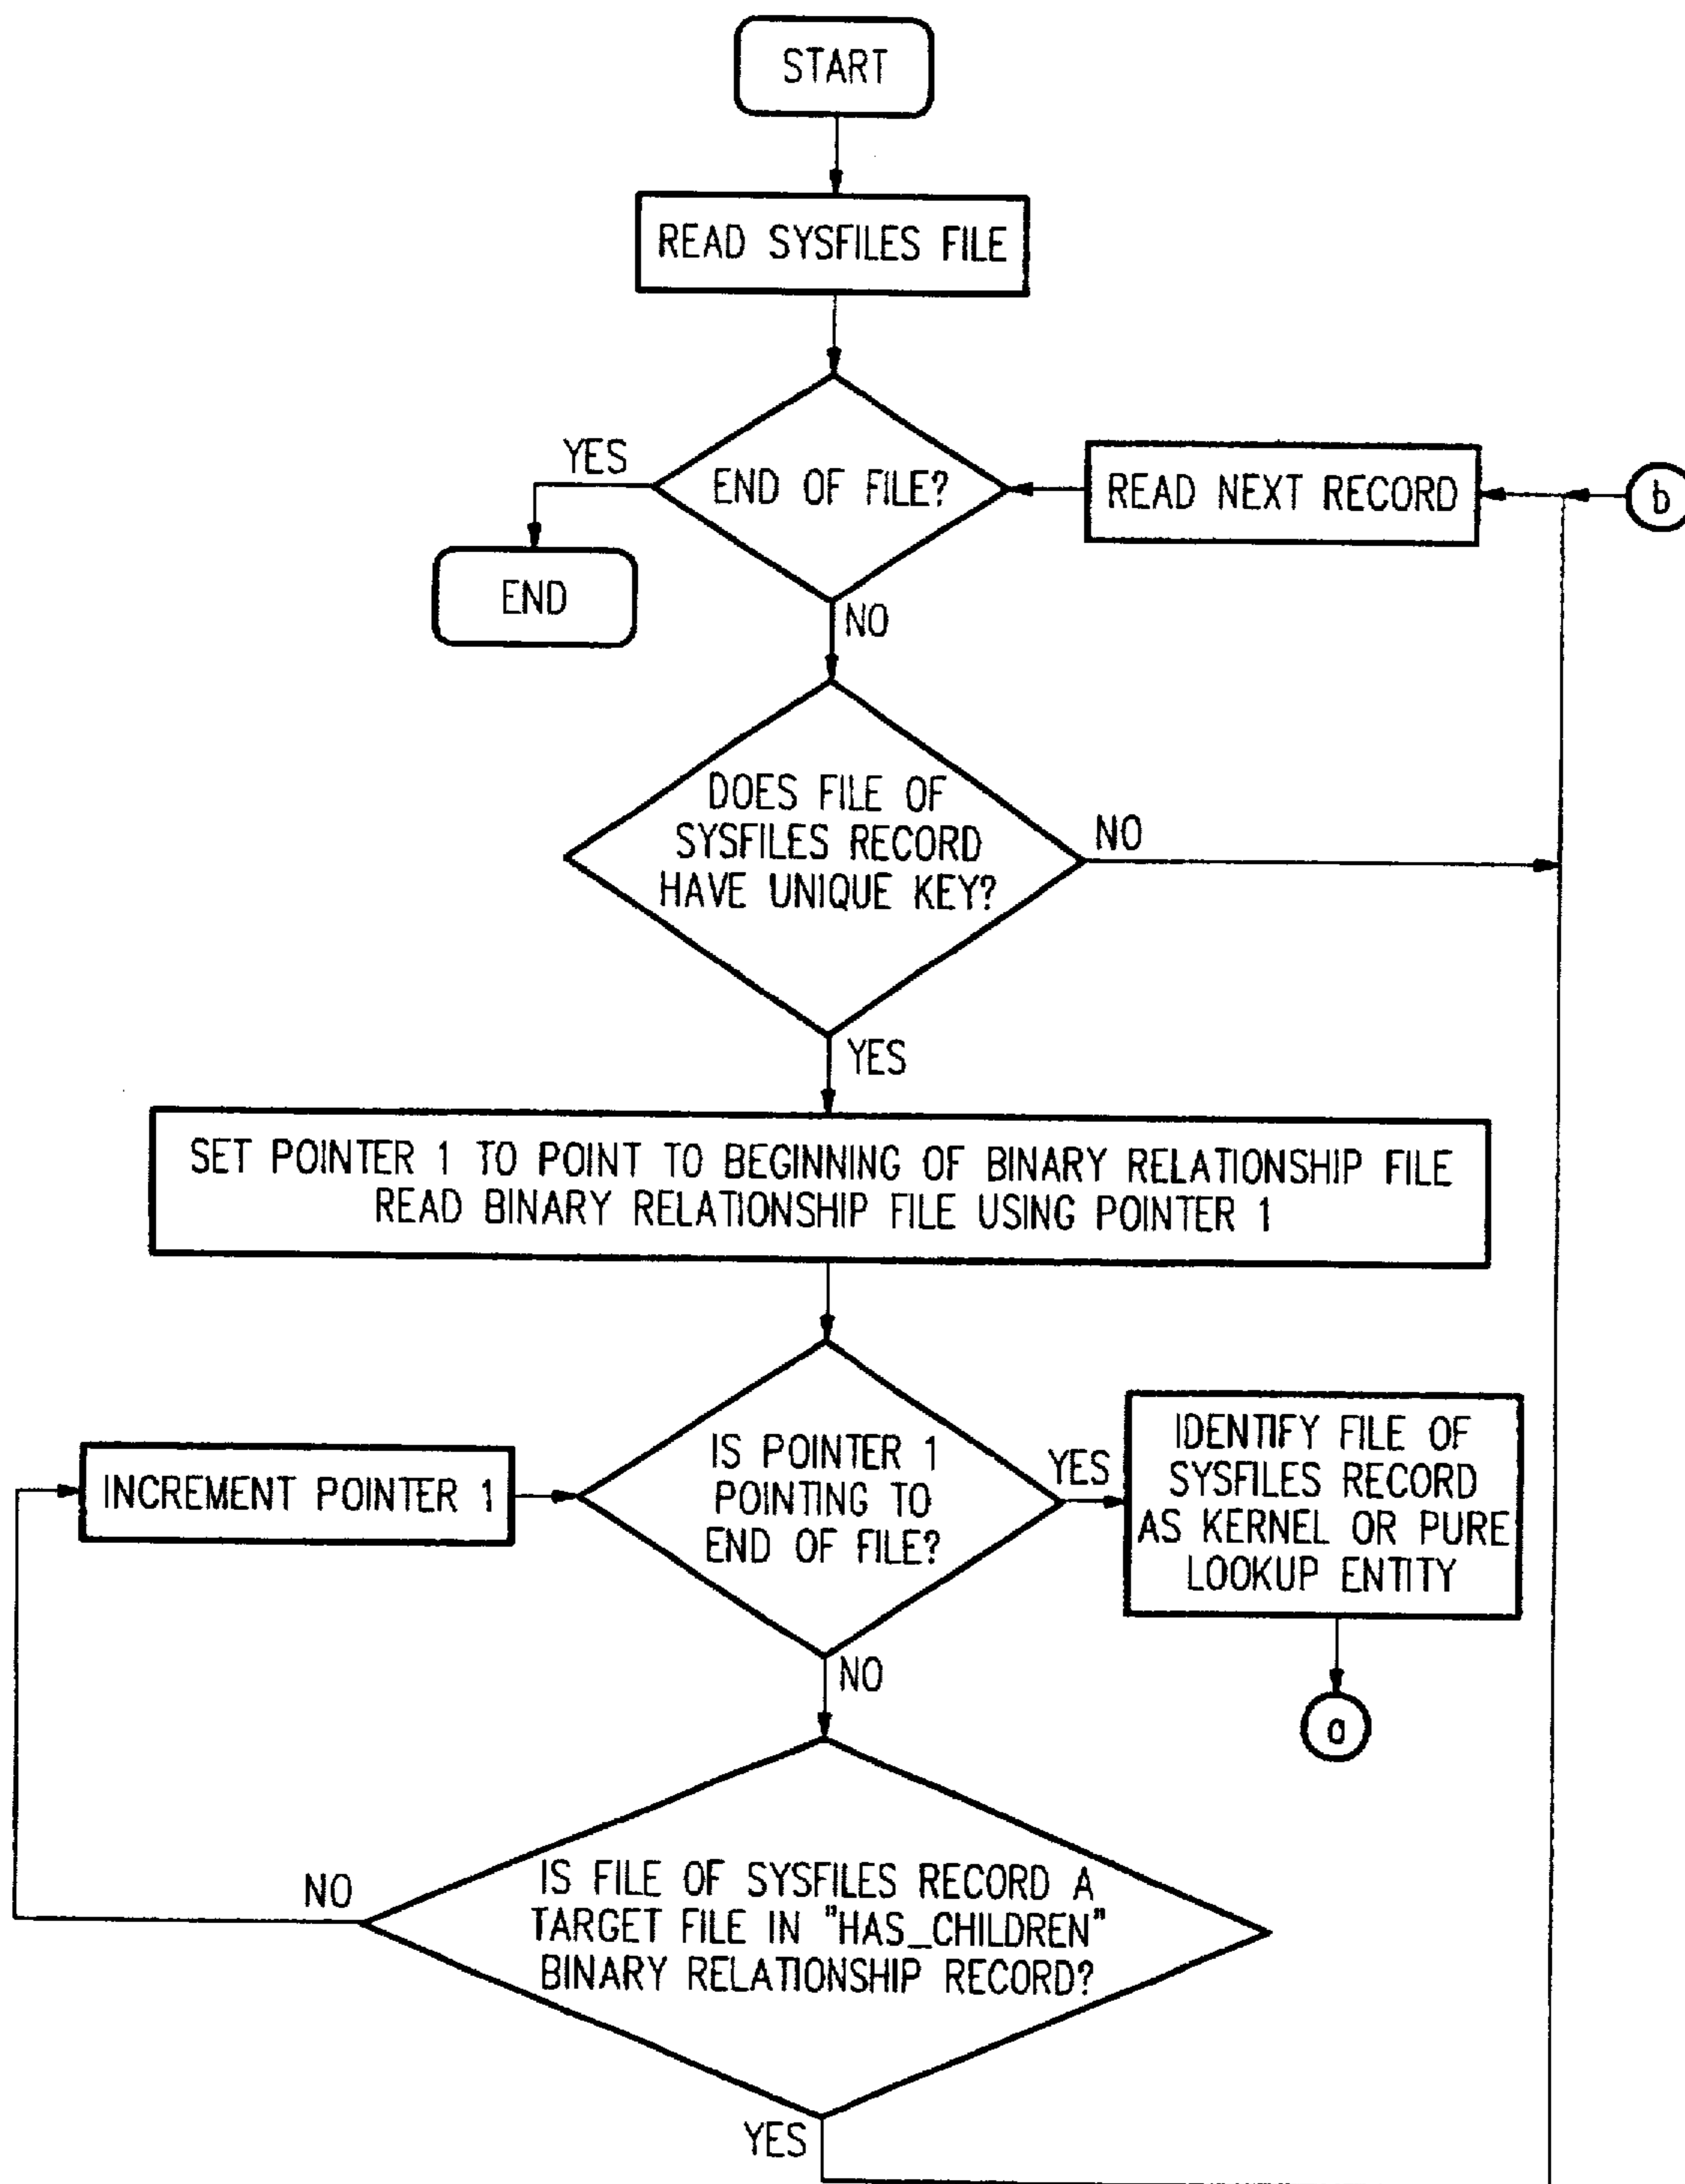 START
READ SYSFILES FILE
YES
END OF FILE?
READ NEXT RECORD
b
END
NO
DOES FILE OF
SYSFILES RECORD
HAVE UNIQUE KEY?
NO
YES
SET POINTER 1 TO POINT TO BEGINNING OF BINARY RELATIONSHIP FILE
READ BINARY RELATIONSHIP FILE USING POINTER 1
INCREMENT POINTER 1
IS POINTER 1
POINTING TO
END OF FILE?
YES
IDENTIFY FILE OF
SYSFILES RECORD
AS KERNEL OR PURE
LOOKUP ENTITY
NO
a
NO
IS FILE OF SYSFILES RECORD A
TARGET FILE IN "HAS_CHILDREN"
BINARY RELATIONSHIP RECORD?
YES